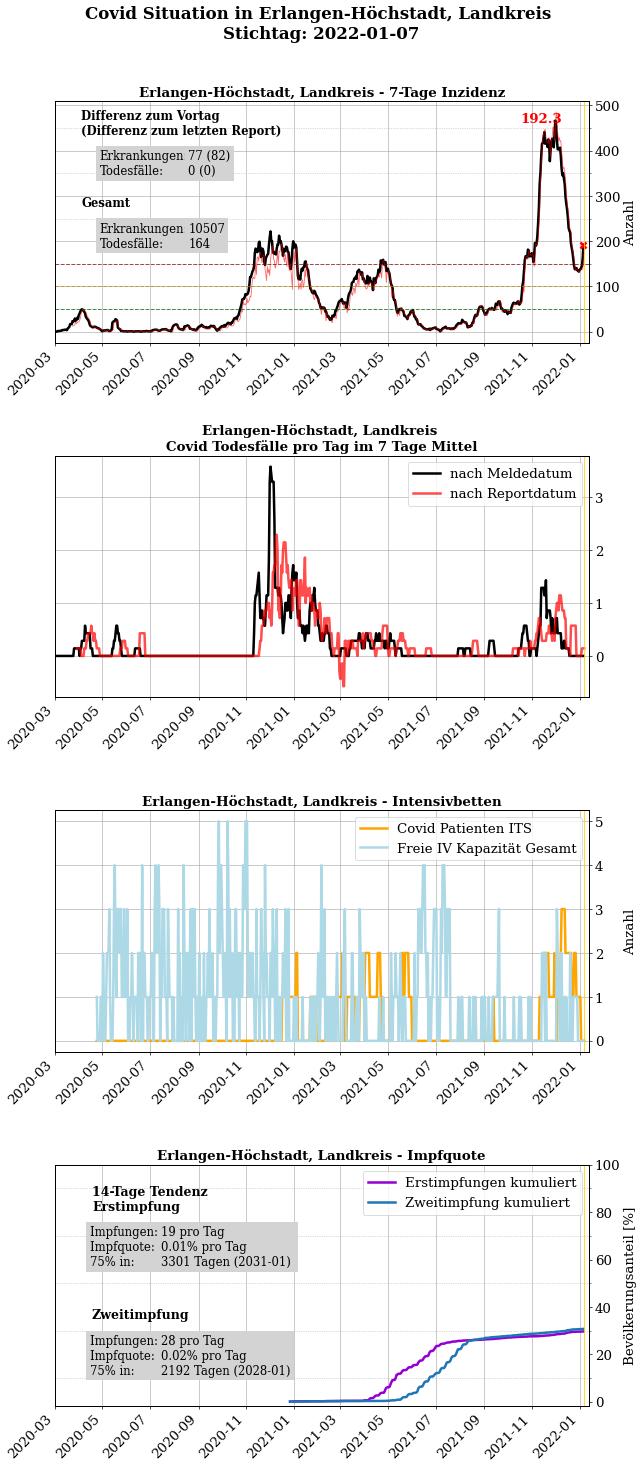 Covid Situation in Erlangen-Höchstadt, Landkreis
Stichtag: 2022-01-07
Erlangen-Höchstadt, Landkreis - 7-Tage Inzidenz
Differenz zum Vortag
(Differenz zum letzten Report)
Erkrankungen 77 (82)
Todesfälle: 0 (0)
Gesamt
Erkrankungen 10507
Todesfälle: 164
192.3
500
400
300
200
100
0
Anzahl
2020-03
2020-05
2020-07
2020-09
2020-11
2021-01
2021-03
2021-05
2021-07
2021-09
2021-11
2022-01
Erlangen-Höchstadt, Landkreis
Covid Todesfälle pro Tag im 7 Tage Mittel
nach Meldedatum
nach Reportdatum
3
2
1
0
2020-03
2020-05
2020-07
2020-09
2020-11
2021-01
2021-03
2021-05
2021-07
2021-09
2021-11
2022-01
Erlangen-Höchstadt, Landkreis - Intensivbetten
Covid Patienten ITS
Freie IV Kapazität Gesamt
5
4
3
2
1
0
Anzahl
2020-03
2020-05
2020-07
2020-09
2020-11
2021-01
2021-03
2021-05
2021-07
2021-09
2021-11
2022-01
Erlangen-Höchstadt, Landkreis - Impfquote
Erstimpfungen kumuliert
Zweitimpfung kumuliert
14-Tage Tendenz
Erstimpfung
Impfungen: 19 pro Tag
Impfquote: 0.01% pro Tag
75% in: 3301 Tagen (2031-01)
Zweitimpfung
Impfungen: 28 pro Tag
Impfquote: 0.02% pro Tag
75% in: 2192 Tagen (2028-01)
100
80
60
40
20
0
Bevölkerungsanteil [%]
2020-03
2020-05
2020-07
2020-09
2020-11
2021-01
2021-03
2021-05
2021-07
2021-09
2021-11
2022-01